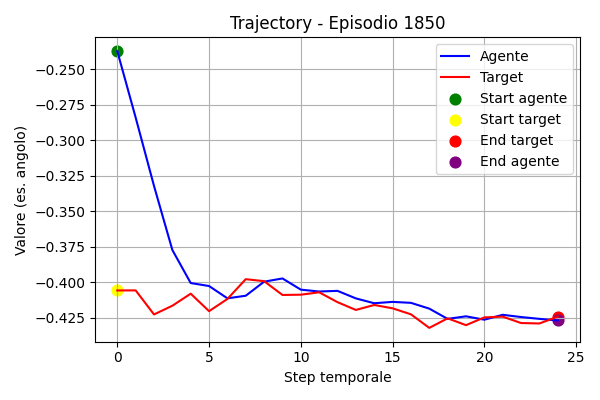 Trajectory - Episodio 1850
Valore (es. angolo)
−0.250
−0.275
−0.300
−0.325
−0.350
−0.375
−0.400
−0.425
Agente
Target
Start agente
Start target
End target
End agente
0 5 10 15 20 25
Step temporale